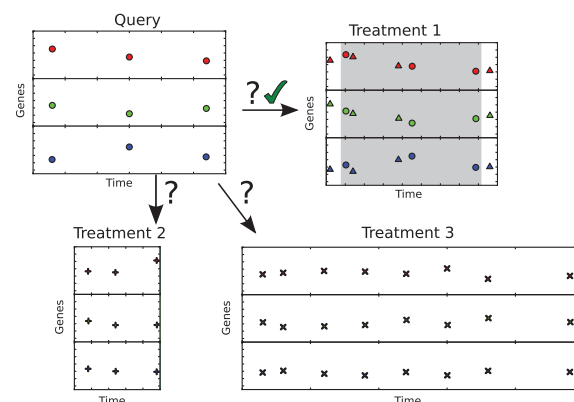 Query
Treatment 1
Genes
? ✓
Genes
Time
Time
?
?
Treatment 2
Treatment 3
Genes
Genes
Time
Time